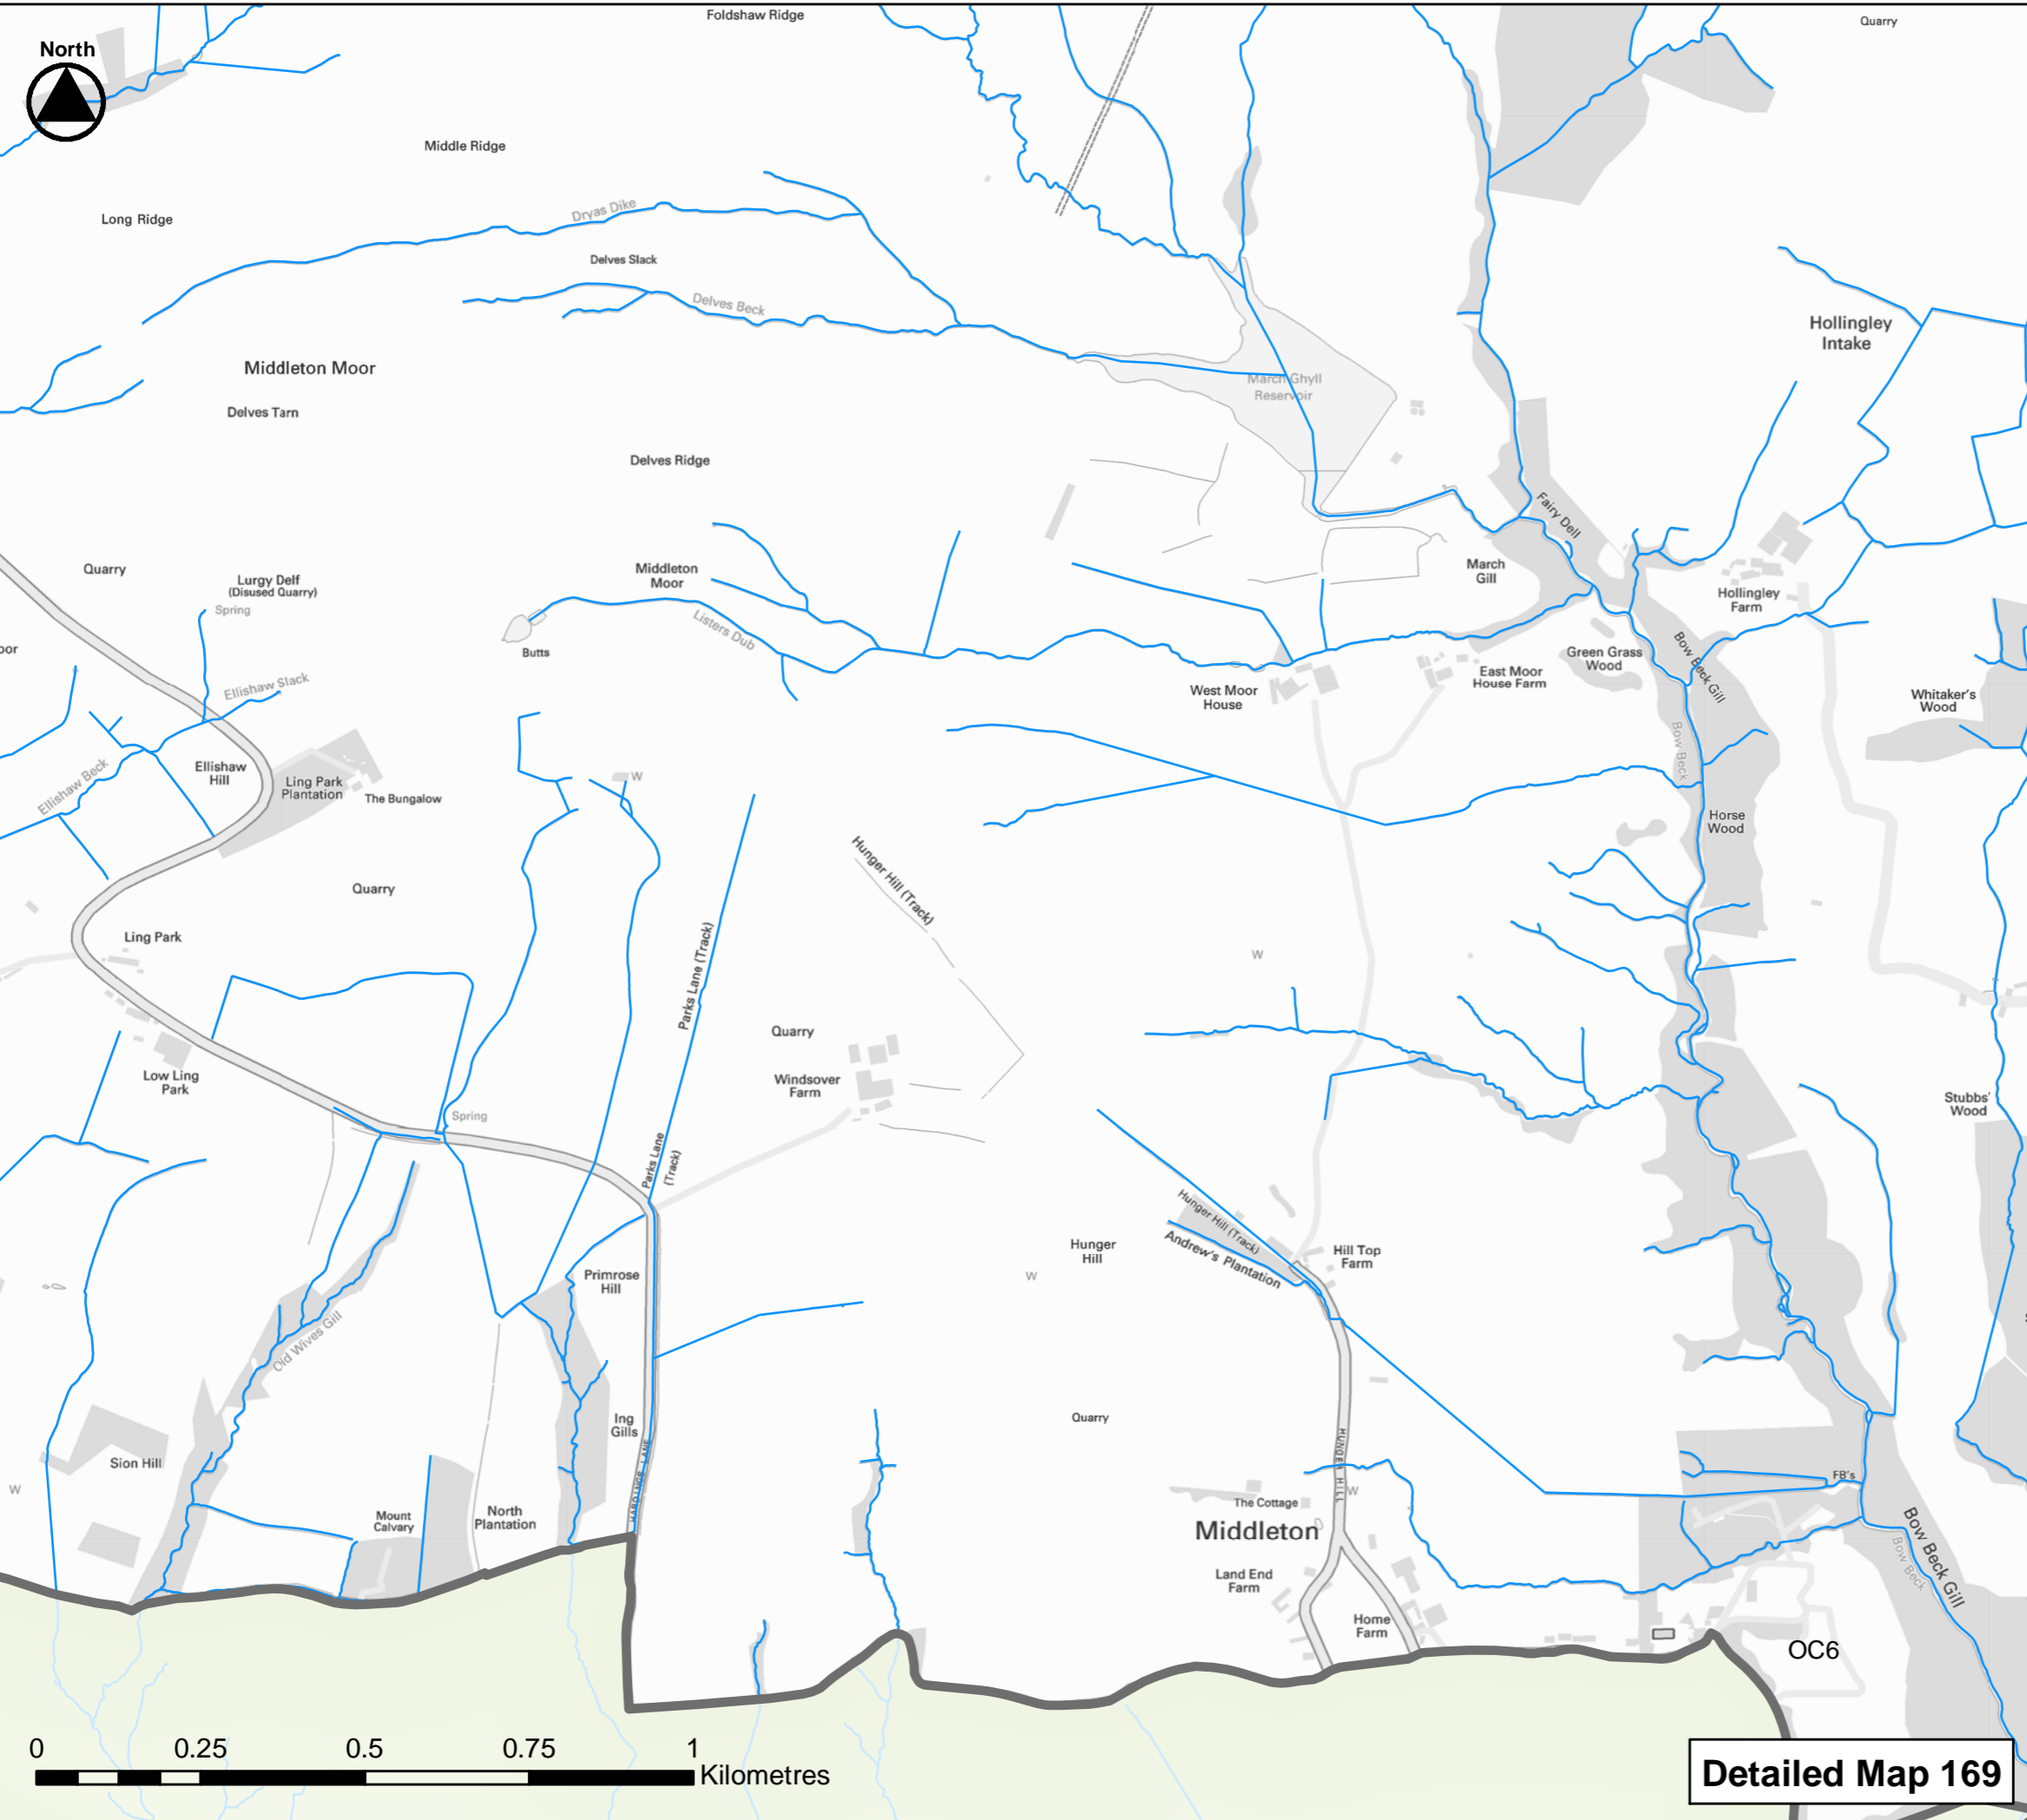 Foldshaw Ridge
Quarry
North
Middle Ridge
Long Ridge
Dryas Dike
Delves Slack
Delves Beck
Hollingley
Intake
Middleton Moor
March Ghyll
Reservoir
Delves Tarn
Delves Ridge
Fairy Dell
Quarry
Lurgy Delf
(Disused Quarry)
Spring
Middleton
Moor
March
Gill
Hollingley
Farm
Listers Dub
oor
Butts
Green Grass
Wood
Bow Beck Gill
East Moor
House Farm
West Moor
House
Whitaker's
Wood
Ellishaw Slack
Bow Beck
Ellishaw Beck
Ellishaw
Hill
Ling Park
Plantation
The Bungalow
W
Horse
Wood
Hunger Hill (Track)
Quarry
Ling Park
Parks Lane (Track)
W
Quarry
Windsover
Farm
Low Ling
Park
Spring
Stubbs'
Wood
Parks Lane
(Track)
Hunger Hill (Track)
Andrew's Plantation
Hunger
Hill
Hill Top
Farm
W
Primrose
Hill
Old Wives Gill
Ing
Gills
Quarry
HUNGER HILL
HARDINGS LANE
Sion Hill
W
FB's
The Cottage
W
Mount
Calvary
North
Plantation
Middleton
Bow Beck Gill
Bow Beck
Land End
Farm
Home
Farm
OC6
0 0.25 0.5 0.75 1
Kilometres
Detailed Map 169